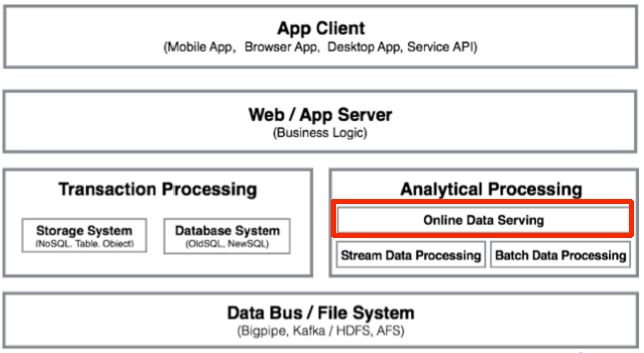 App Client
(Mobile App, Browser App, Desktop App, Service API)
Web / App Server
(Business Logic)
Transaction Processing
Storage System
(NoSQL. Table. Object)
Database System
(OldSQL, NewSQL)
Analytical Processing
Online Data Serving
Stream Data Processing
Batch Data Processing
Data Bus / File System
(Bigpipe, Kafka / HDFS, AFS)